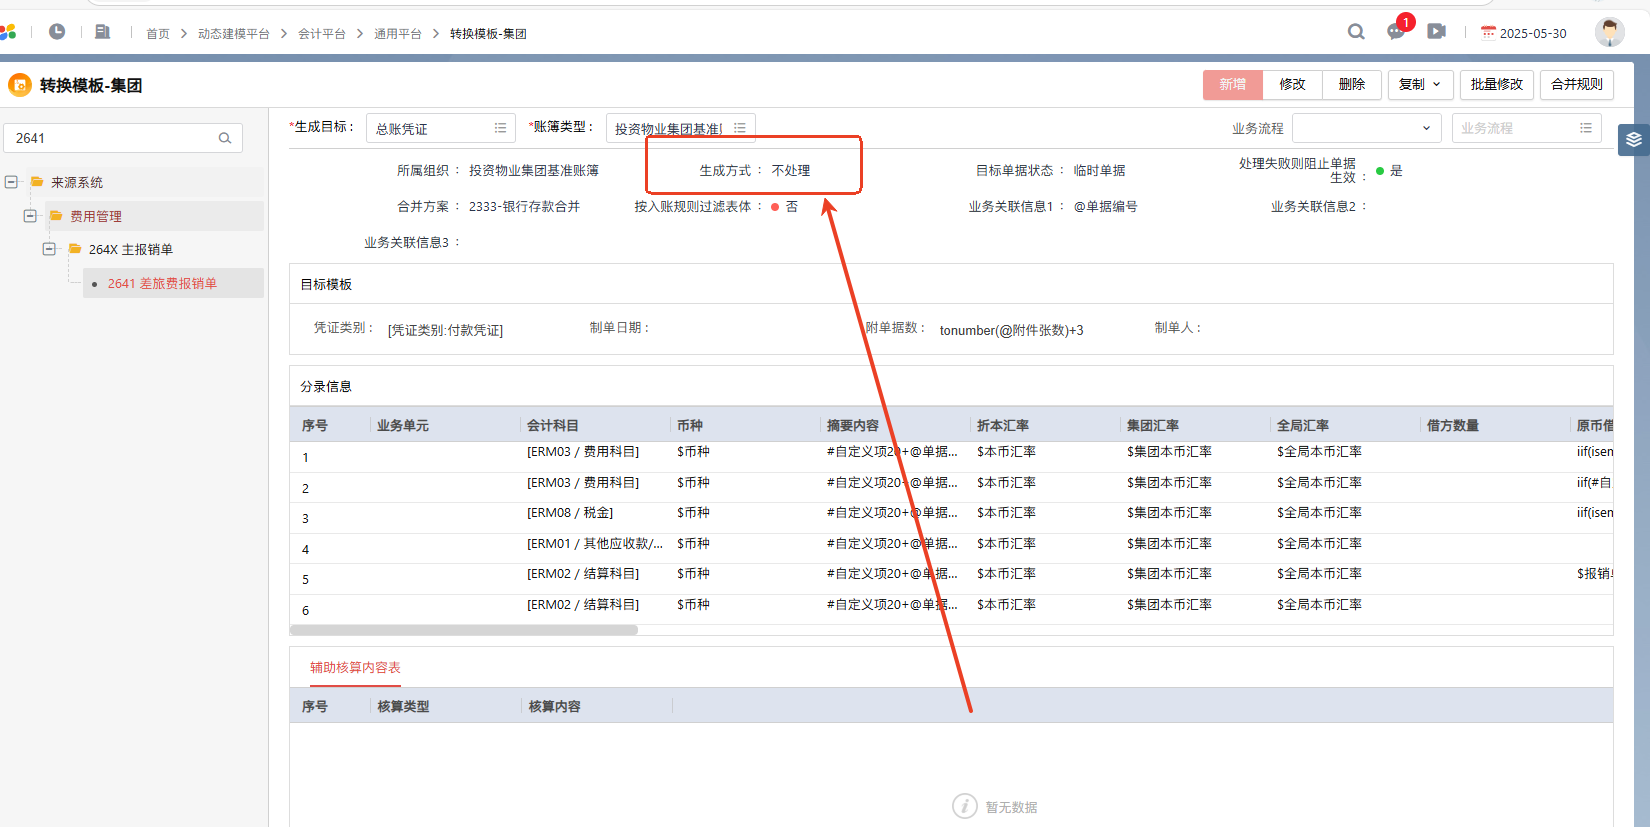 首页 > 动态建模平台 > 会计平台 > 通用平台 > 转换模板-集团
1
2025-05-30
转换模板-集团
新增 修改 删除 复制 批量修改 合并规则
2641
来源系统
费用管理
264X 主报销单
2641 差旅费报销单
*生成目标： 总账凭证 *账簿类型： 投资物业集团基准 业务流程 业务流程
所属组织： 投资物业集团基准账簿 生成方式： 不处理 目标单据状态： 临时单据 处理失败则阻止单据生效： 是
合并方案： 2333-银行存款合并 按入账规则过滤表体： 否 业务关联信息1： @单据编号 业务关联信息2：
业务关联信息3：
目标模板
凭证类别： [凭证类别:付款凭证] 制单日期： 附单据数： tonumber(@附件张数)+3 制单人：
分录信息
序号 业务单元 会计科目 币种 摘要内容 折本汇率 集团汇率 全局汇率 借方数量 原币借
1 [ERM03 / 费用科目] $币种 #自定义项20+@单据... $本币汇率 $集团本币汇率 $全局本币汇率 iif(isem
2 [ERM03 / 费用科目] $币种 #自定义项20+@单据... $本币汇率 $集团本币汇率 $全局本币汇率 iif(#自
3 [ERM08 / 税金] $币种 #自定义项20+@单据... $本币汇率 $集团本币汇率 $全局本币汇率 iif(isem
4 [ERM01 / 其他应收款/... $币种 #自定义项20+@单据... $本币汇率 $集团本币汇率 $全局本币汇率
5 [ERM02 / 结算科目] $币种 #自定义项20+@单据... $本币汇率 $集团本币汇率 $全局本币汇率 $报销
6 [ERM02 / 结算科目] $币种 #自定义项20+@单据... $本币汇率 $集团本币汇率 $全局本币汇率
辅助核算内容表
序号 核算类型 核算内容
暂无数据